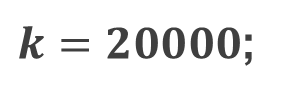 k = 20000;